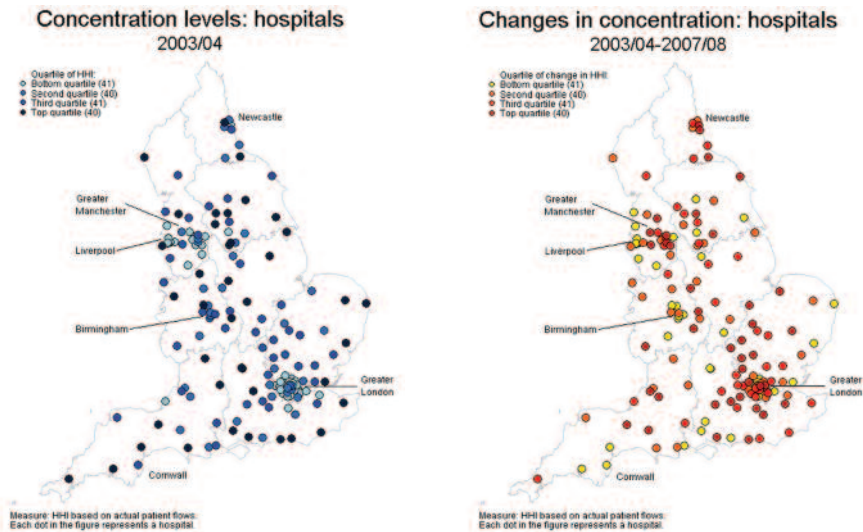 Concentration levels: hospitals
2003/04
Quartile of HHI:
Bottom quartile (41)
Second quartile (40)
Third quartile (41)
Top quartile (40)
Newcastle
Greater
Manchester
Liverpool
Birmingham
Greater
London
Cornwall
Measure: HHI based on actual patient flows.
Each dot in the figure represents a hospital.
Changes in concentration: hospitals
2003/04-2007/08
Quartile of change in HHI:
Bottom quartile (41)
Second quartile (40)
Third quartile (41)
Top quartile (40)
Newcastle
Greater
Manchester
Liverpool
Birmingham
Greater
London
Cornwall
Measure: HHI based on actual patient flows.
Each dot in the figure represents a hospital.